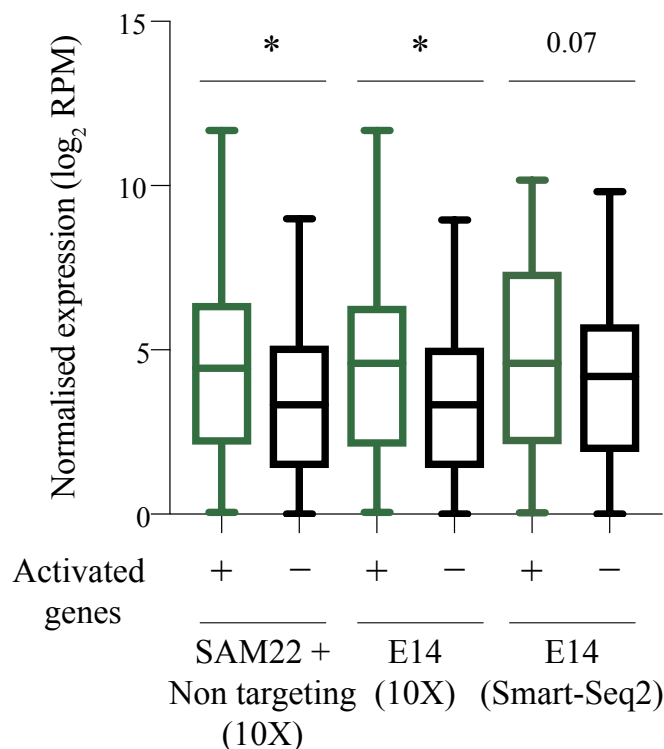 15
* * 0.07
10
5
0
Normalised expression (log₂ RPM)
Activated genes
+ − + − + −
SAM22 +
Non targeting
(10X)
E14
(10X)
E14
(Smart-Seq2)